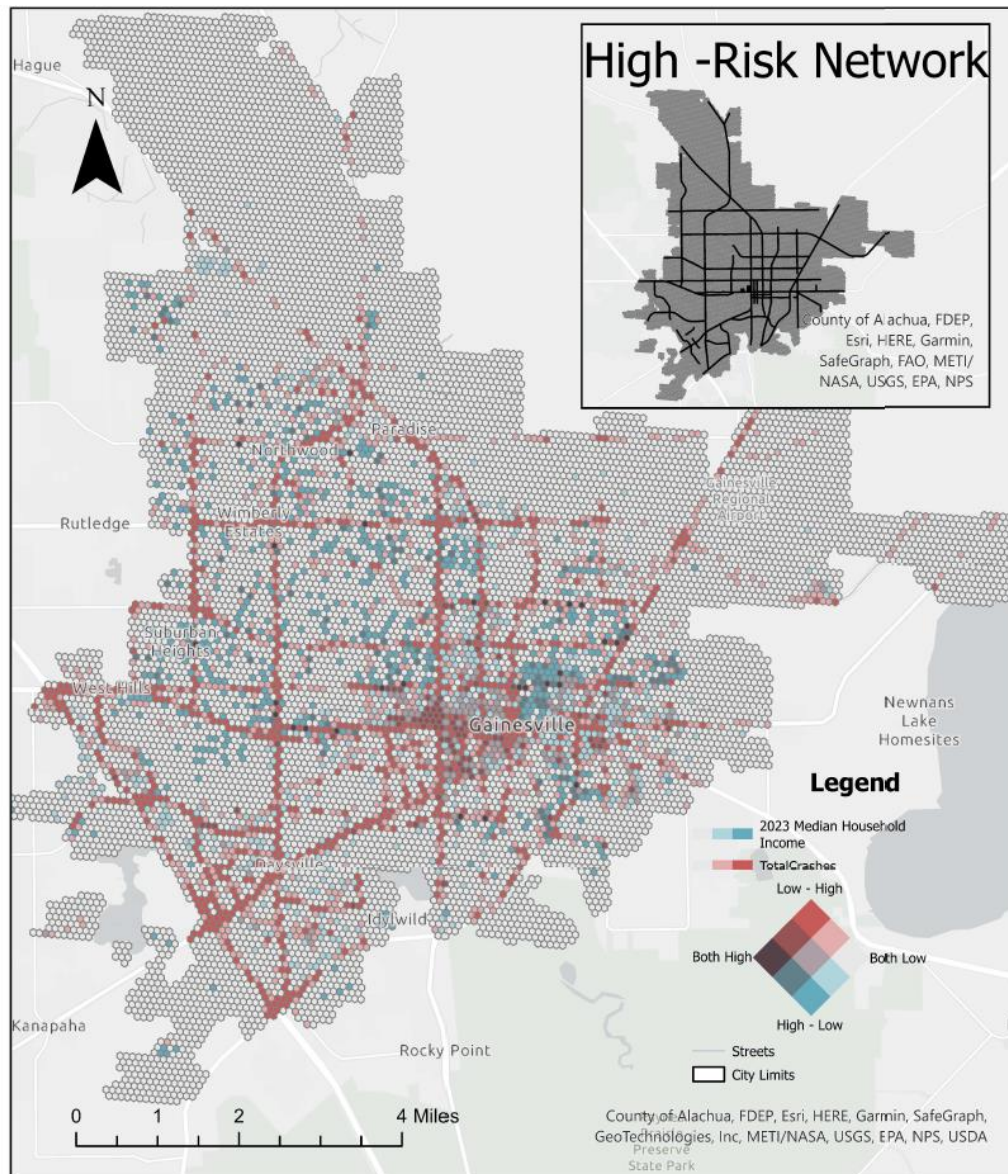 High -Risk Network
County of Alachua, FDEP,
Esri, HERE, Garmin,
SafeGraph, FAO, METI/
NASA, USGS, EPA, NPS
Hague
N
Paradise
Northwood
Gainesville
Regional
Airport
Rutledge
Wimberly
Estates
Suburban
Heights
West Hills
Gainesville
Newnans
Lake
Homesites
Daysville
Idylwild
Kanapaha
Rocky Point
Legend
2023 Median Household
Income
TotalCrashes
Low - High
Both High
Both Low
High - Low
Streets
City Limits
0 1 2 4 Miles
County of Alachua, FDEP, Esri, HERE, Garmin, SafeGraph,
GeoTechnologies, Inc, METI/NASA, USGS, EPA, NPS, USDA
Preserve
State Park